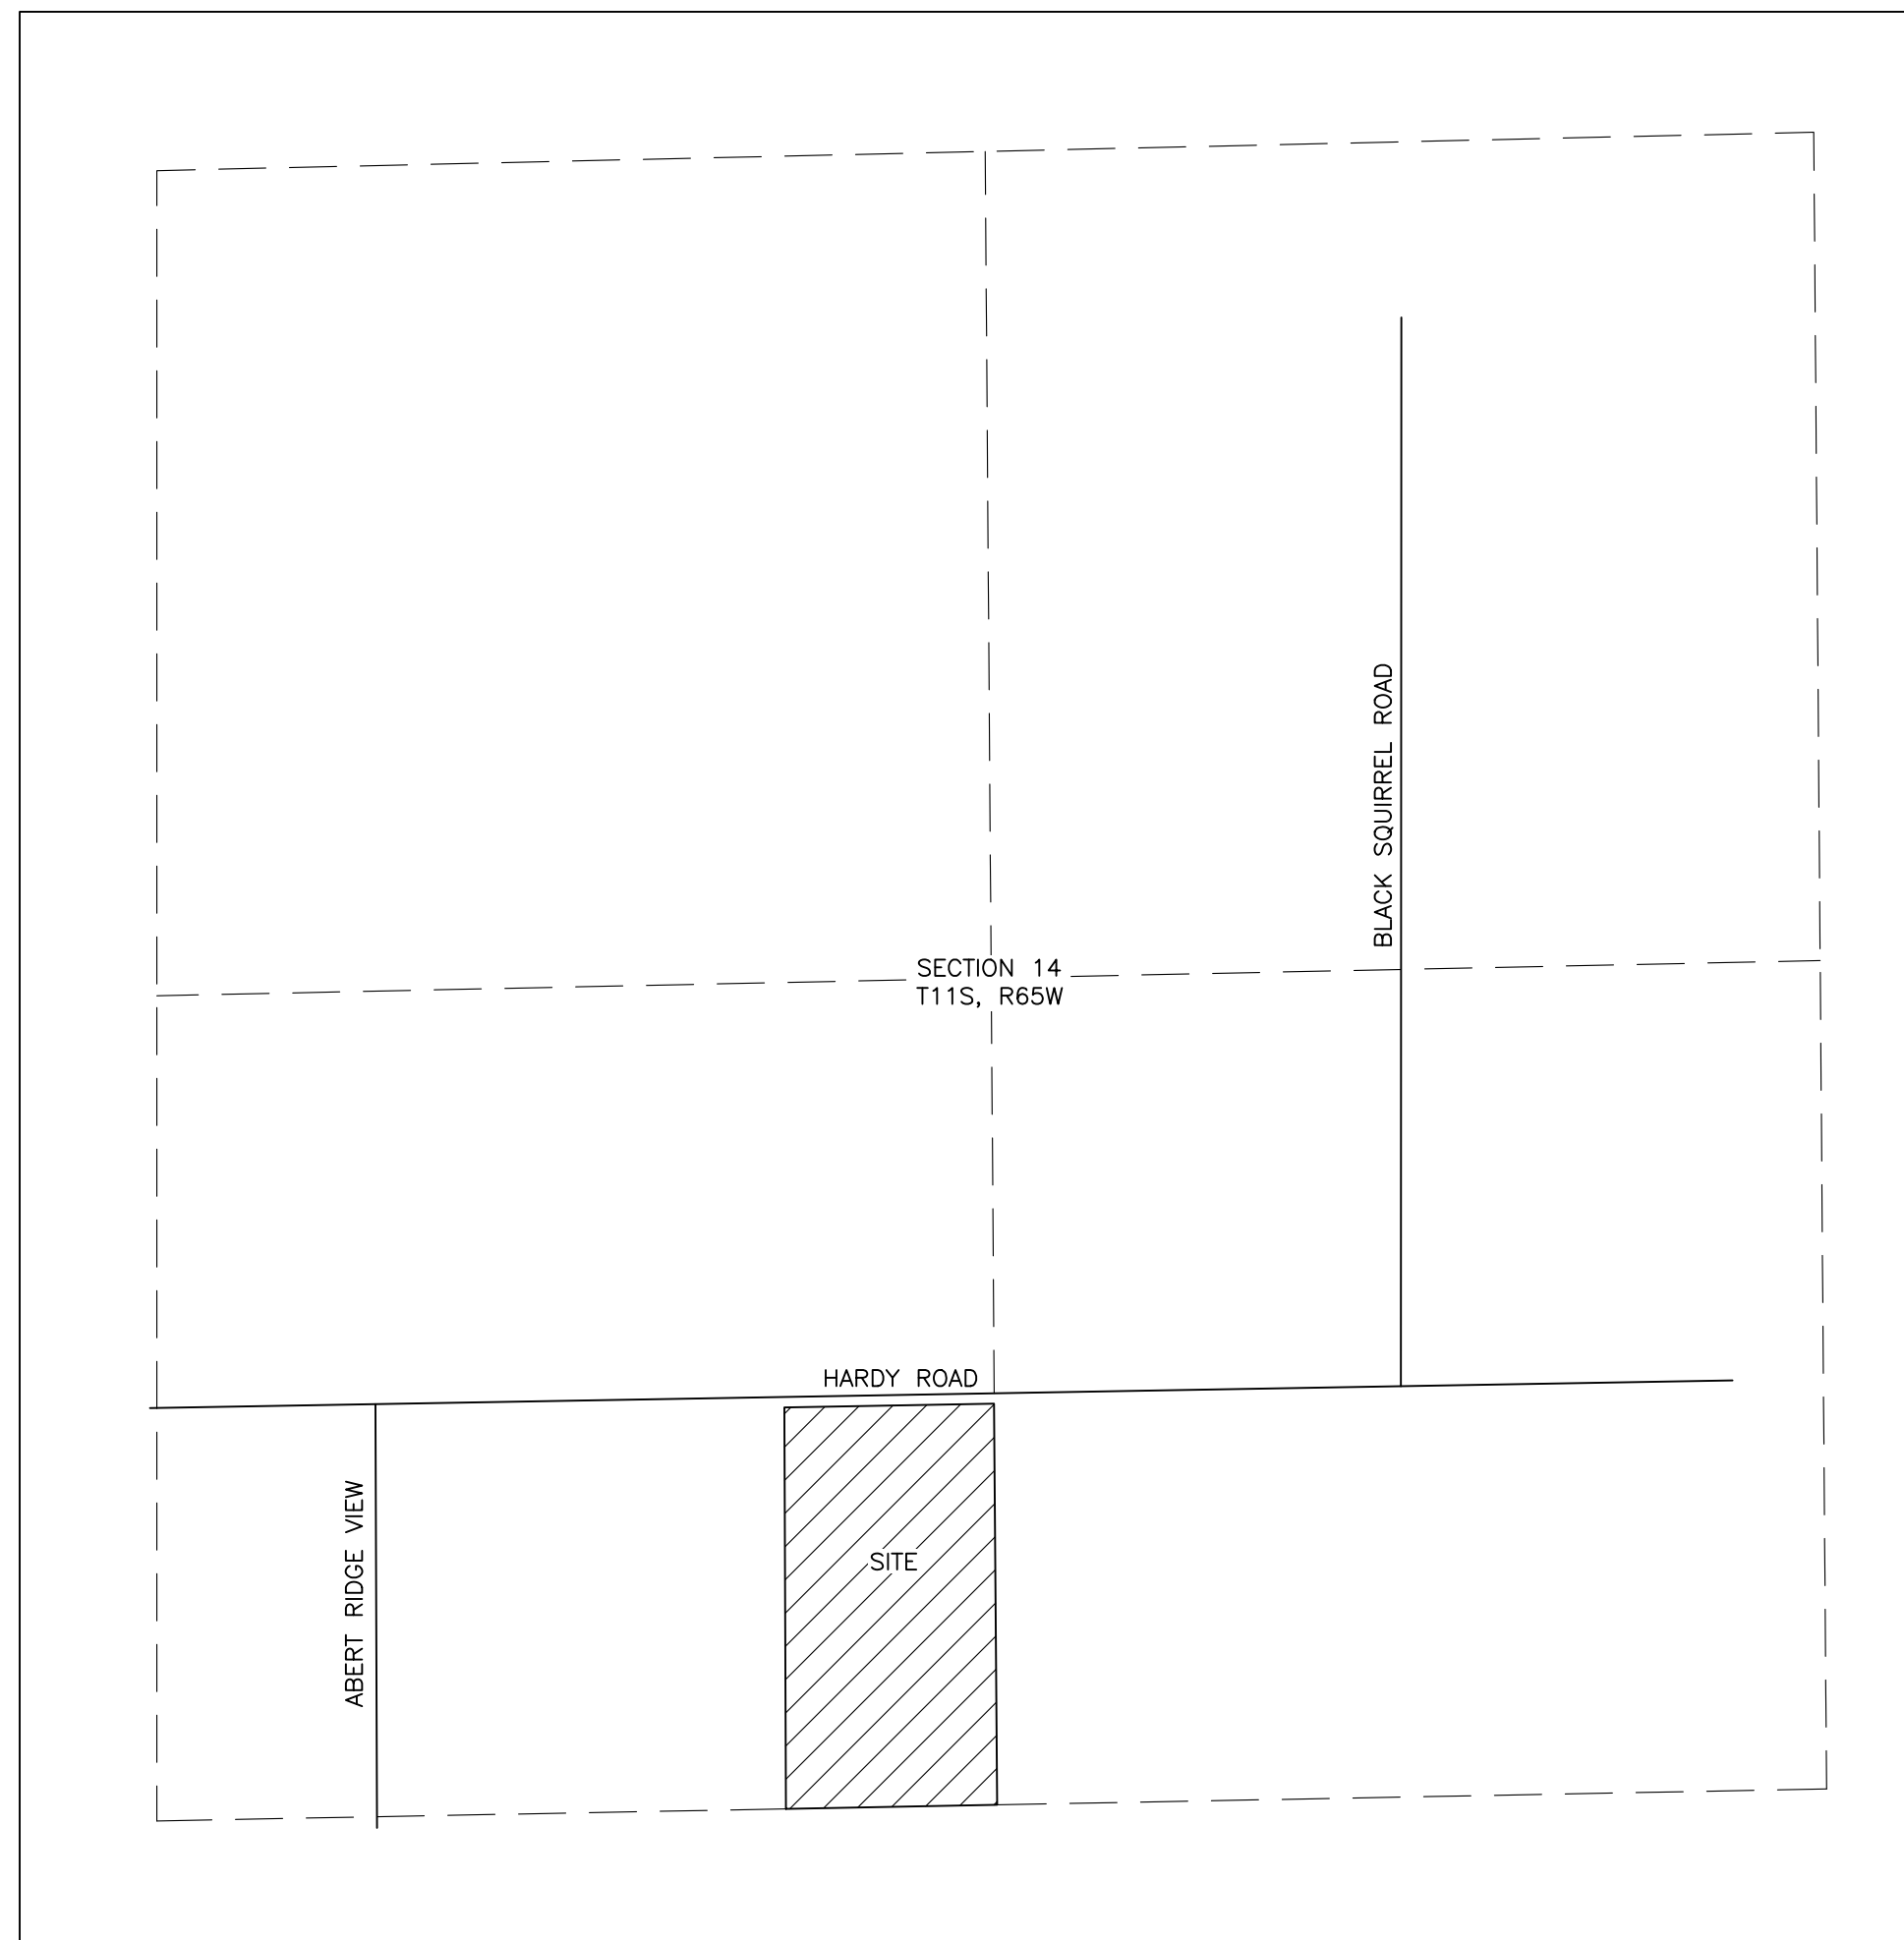 BLACK SQUIRREL ROAD
SECTION 14
T11S, R65W
HARDY ROAD
ABERT RIDGE VIEW
SITE